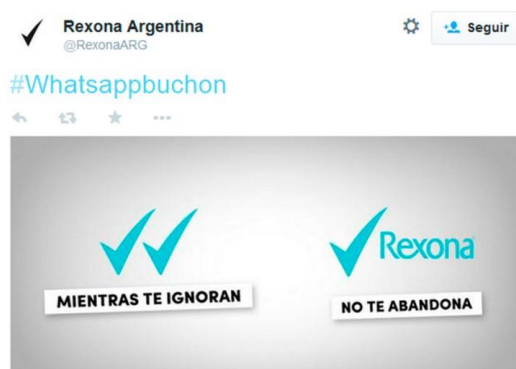 Rexona Argentina
@RexonaARG
Seguir
#Whatsappbuchon
Rexona
MIENTRAS TE IGNORAN
NO TE ABANDONA